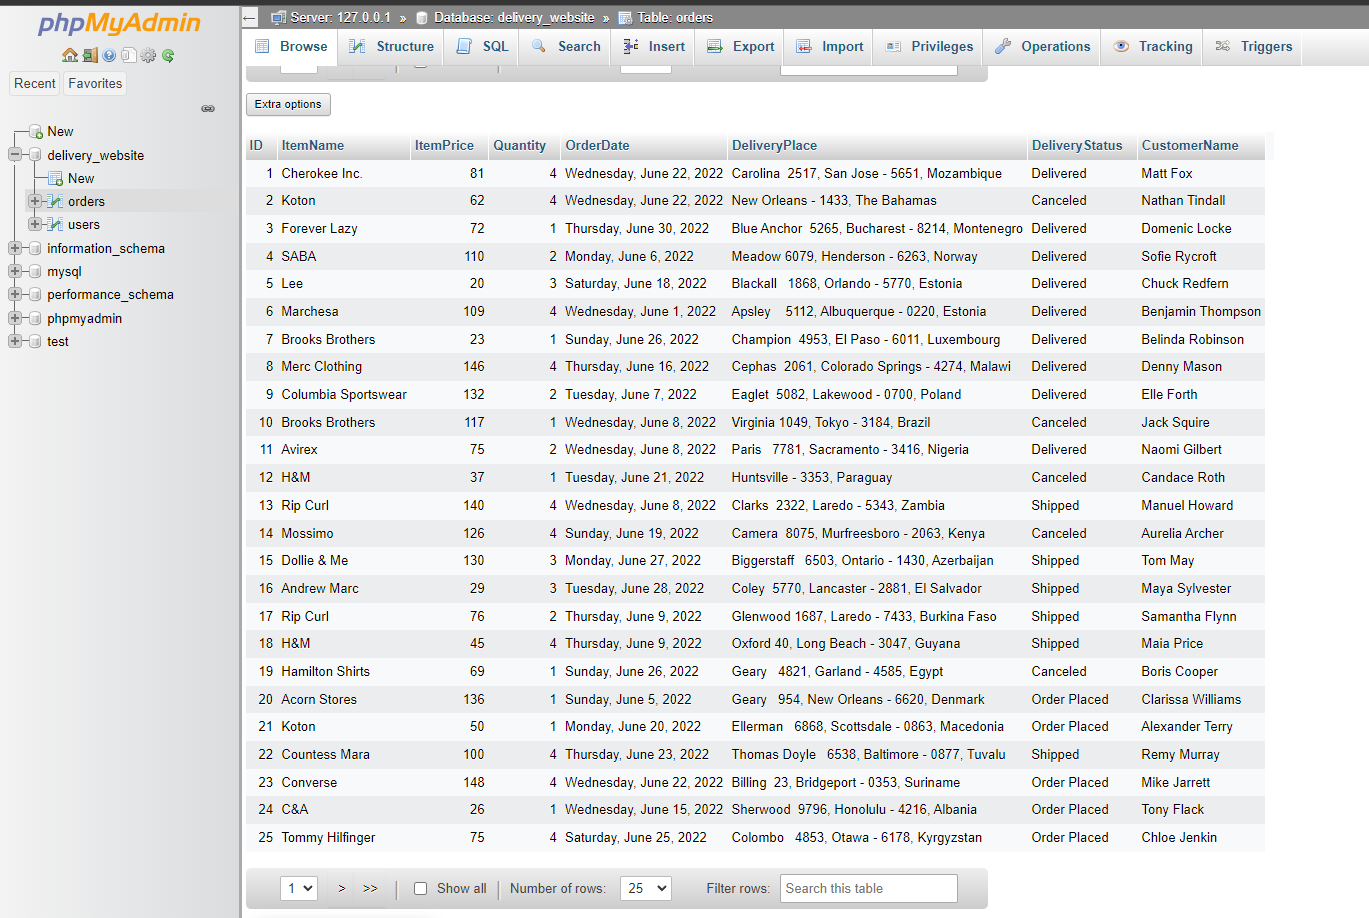 phpMyAdmin
Recent Favorites
New
delivery_website
New
orders
users
information_schema
mysql
performance_schema
phpmyadmin
test
Server: 127.0.0.1 » Database: delivery_website » Table: orders
Browse Structure SQL Search Insert Export Import Privileges Operations Tracking Triggers
Extra options
ID ItemName ItemPrice Quantity OrderDate DeliveryPlace DeliveryStatus CustomerName
1 Cherokee Inc. 81 4 Wednesday, June 22, 2022 Carolina 2517, San Jose - 5651, Mozambique Delivered Matt Fox
2 Koton 62 4 Wednesday, June 22, 2022 New Orleans - 1433, The Bahamas Canceled Nathan Tindall
3 Forever Lazy 72 1 Thursday, June 30, 2022 Blue Anchor 5265, Bucharest - 8214, Montenegro Delivered Domenic Locke
4 SABA 110 2 Monday, June 6, 2022 Meadow 6079, Henderson - 6263, Norway Delivered Sofie Rycroft
5 Lee 20 3 Saturday, June 18, 2022 Blackall 1868, Orlando - 5770, Estonia Delivered Chuck Redfern
6 Marchesa 109 4 Wednesday, June 1, 2022 Apsley 5112, Albuquerque - 0220, Estonia Delivered Benjamin Thompson
7 Brooks Brothers 23 1 Sunday, June 26, 2022 Champion 4953, El Paso - 6011, Luxembourg Delivered Belinda Robinson
8 Merc Clothing 146 4 Thursday, June 16, 2022 Cephas 2061, Colorado Springs - 4274, Malawi Delivered Denny Mason
9 Columbia Sportswear 132 2 Tuesday, June 7, 2022 Eaglet 5082, Lakewood - 0700, Poland Delivered Elle Forth
10 Brooks Brothers 117 1 Wednesday, June 8, 2022 Virginia 1049, Tokyo - 3184, Brazil Canceled Jack Squire
11 Avirex 75 2 Wednesday, June 8, 2022 Paris 7781, Sacramento - 3416, Nigeria Delivered Naomi Gilbert
12 H&M 37 1 Tuesday, June 21, 2022 Huntsville - 3353, Paraguay Canceled Candace Roth
13 Rip Curl 140 4 Wednesday, June 8, 2022 Clarks 2322, Laredo - 5343, Zambia Shipped Manuel Howard
14 Mossimo 126 4 Sunday, June 19, 2022 Camera 8075, Murfreesboro - 2063, Kenya Canceled Aurelia Archer
15 Dollie & Me 130 3 Monday, June 27, 2022 Biggerstaff 6503, Ontario - 1430, Azerbaijan Shipped Tom May
16 Andrew Marc 29 3 Tuesday, June 28, 2022 Coley 5770, Lancaster - 2881, El Salvador Shipped Maya Sylvester
17 Rip Curl 76 2 Thursday, June 9, 2022 Glenwood 1687, Laredo - 7433, Burkina Faso Shipped Samantha Flynn
18 H&M 45 4 Thursday, June 9, 2022 Oxford 40, Long Beach - 3047, Guyana Shipped Maia Price
19 Hamilton Shirts 69 1 Sunday, June 26, 2022 Geary 4821, Garland - 4585, Egypt Canceled Boris Cooper
20 Acorn Stores 136 1 Sunday, June 5, 2022 Geary 954, New Orleans - 6620, Denmark Order Placed Clarissa Williams
21 Koton 50 1 Monday, June 20, 2022 Ellerman 6868, Scottsdale - 0863, Macedonia Order Placed Alexander Terry
22 Countess Mara 100 4 Thursday, June 23, 2022 Thomas Doyle 6538, Baltimore - 0877, Tuvalu Shipped Remy Murray
23 Converse 148 4 Wednesday, June 22, 2022 Billing 23, Bridgeport - 0353, Suriname Order Placed Mike Jarrett
24 C&A 26 1 Wednesday, June 15, 2022 Sherwood 9796, Honolulu - 4216, Albania Order Placed Tony Flack
25 Tommy Hilfinger 75 4 Saturday, June 25, 2022 Colombo 4853, Otawa - 6178, Kyrgyzstan Order Placed Chloe Jenkin
1 > >> Show all Number of rows: 25 Filter rows: Search this table